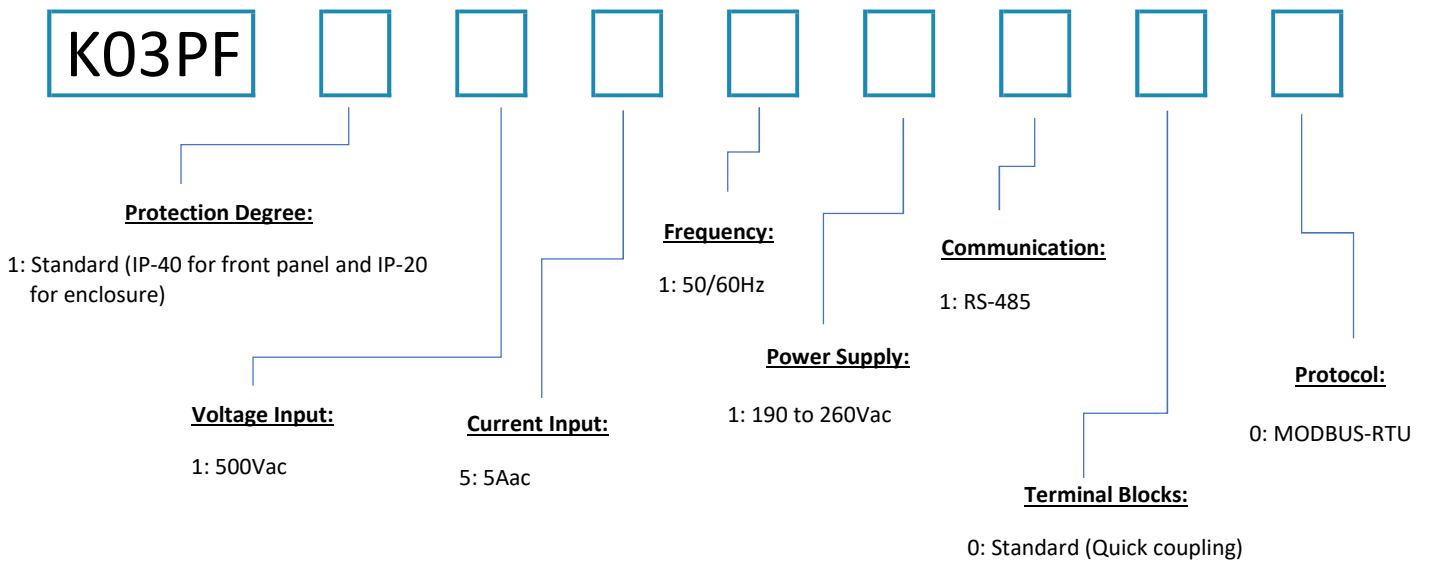 K03PF
Protection Degree:
1: Standard (IP-40 for front panel and IP-20
for enclosure)
Voltage Input:
1: 500Vac
Current Input:
5: 5Aac
Frequency:
1: 50/60Hz
Power Supply:
1: 190 to 260Vac
Communication:
1: RS-485
Terminal Blocks:
0: Standard (Quick coupling)
Protocol:
0: MODBUS-RTU